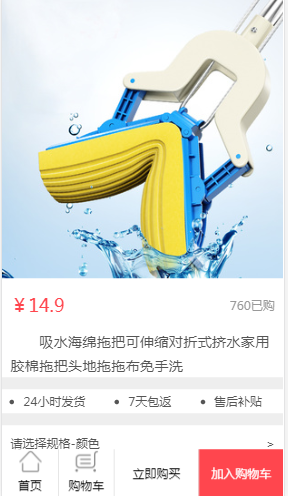 ￥14.9 760已购
吸水海绵拖把可伸缩对折式挤水家用
胶棉拖把头地拖拖布免手洗
• 24小时发货 • 7天包返 • 售后补贴
请选择规格-颜色 >
首页 购物车 立即购买 加入购物车